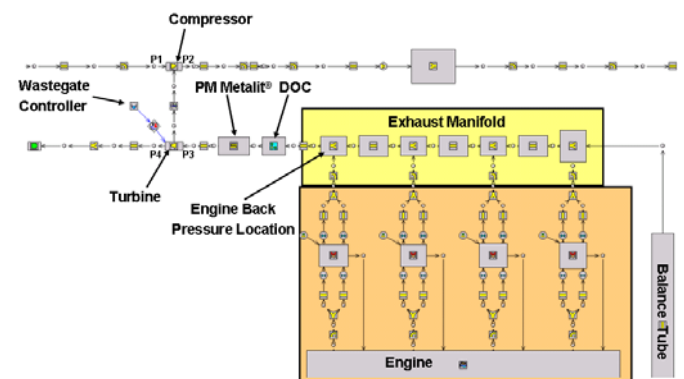 Compressor
P1 P2
Wastegate
Controller
PM Metalit® DOC
Exhaust Manifold
P4 P3
Turbine
Engine Back
Pressure Location
Balance Tube
Engine